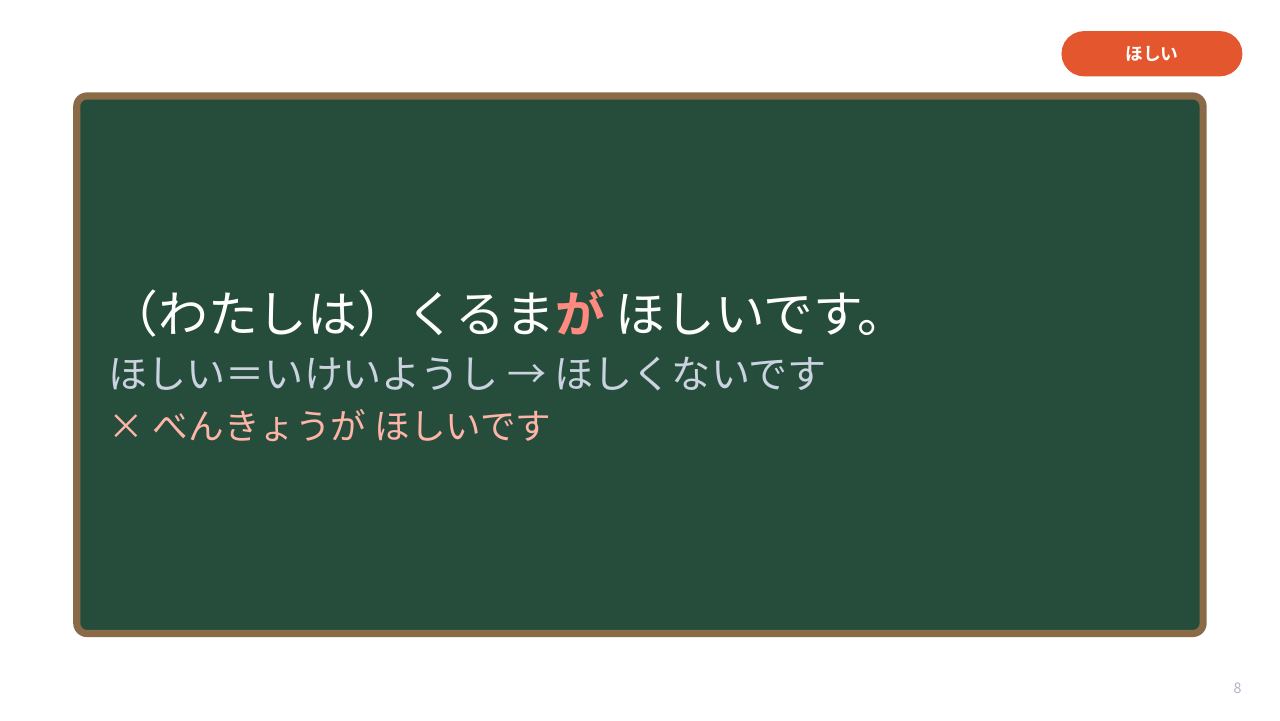 ほしい
（わたしは）くるまが ほしいです。
ほしい＝いけいようし → ほしくないです
× べんきょうが ほしいです
8